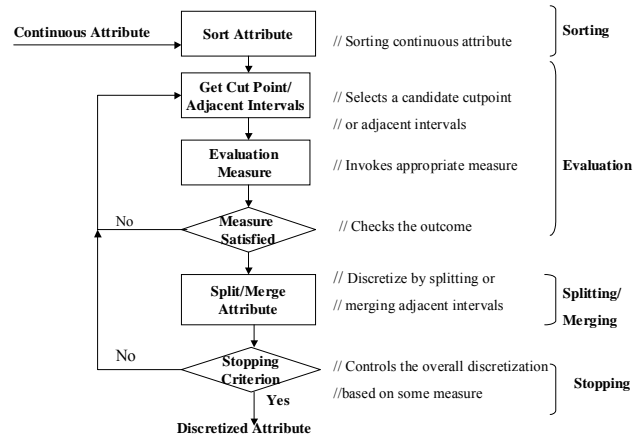 Continuous Attribute
Sort Attribute
// Sorting continuous attribute
Sorting
Get Cut Point/
Adjacent Intervals
// Selects a candidate cutpoint
// or adjacent intervals
Evaluation
Measure
// Invokes appropriate measure
Evaluation
No
Measure
Satisfied
// Checks the outcome
Split/Merge
Attribute
// Discretize by splitting or
// merging adjacent intervals
Splitting/
Merging
No
Stopping
Criterion
// Controls the overall discretization
//based on some measure
Stopping
Yes
Discretized Attribute